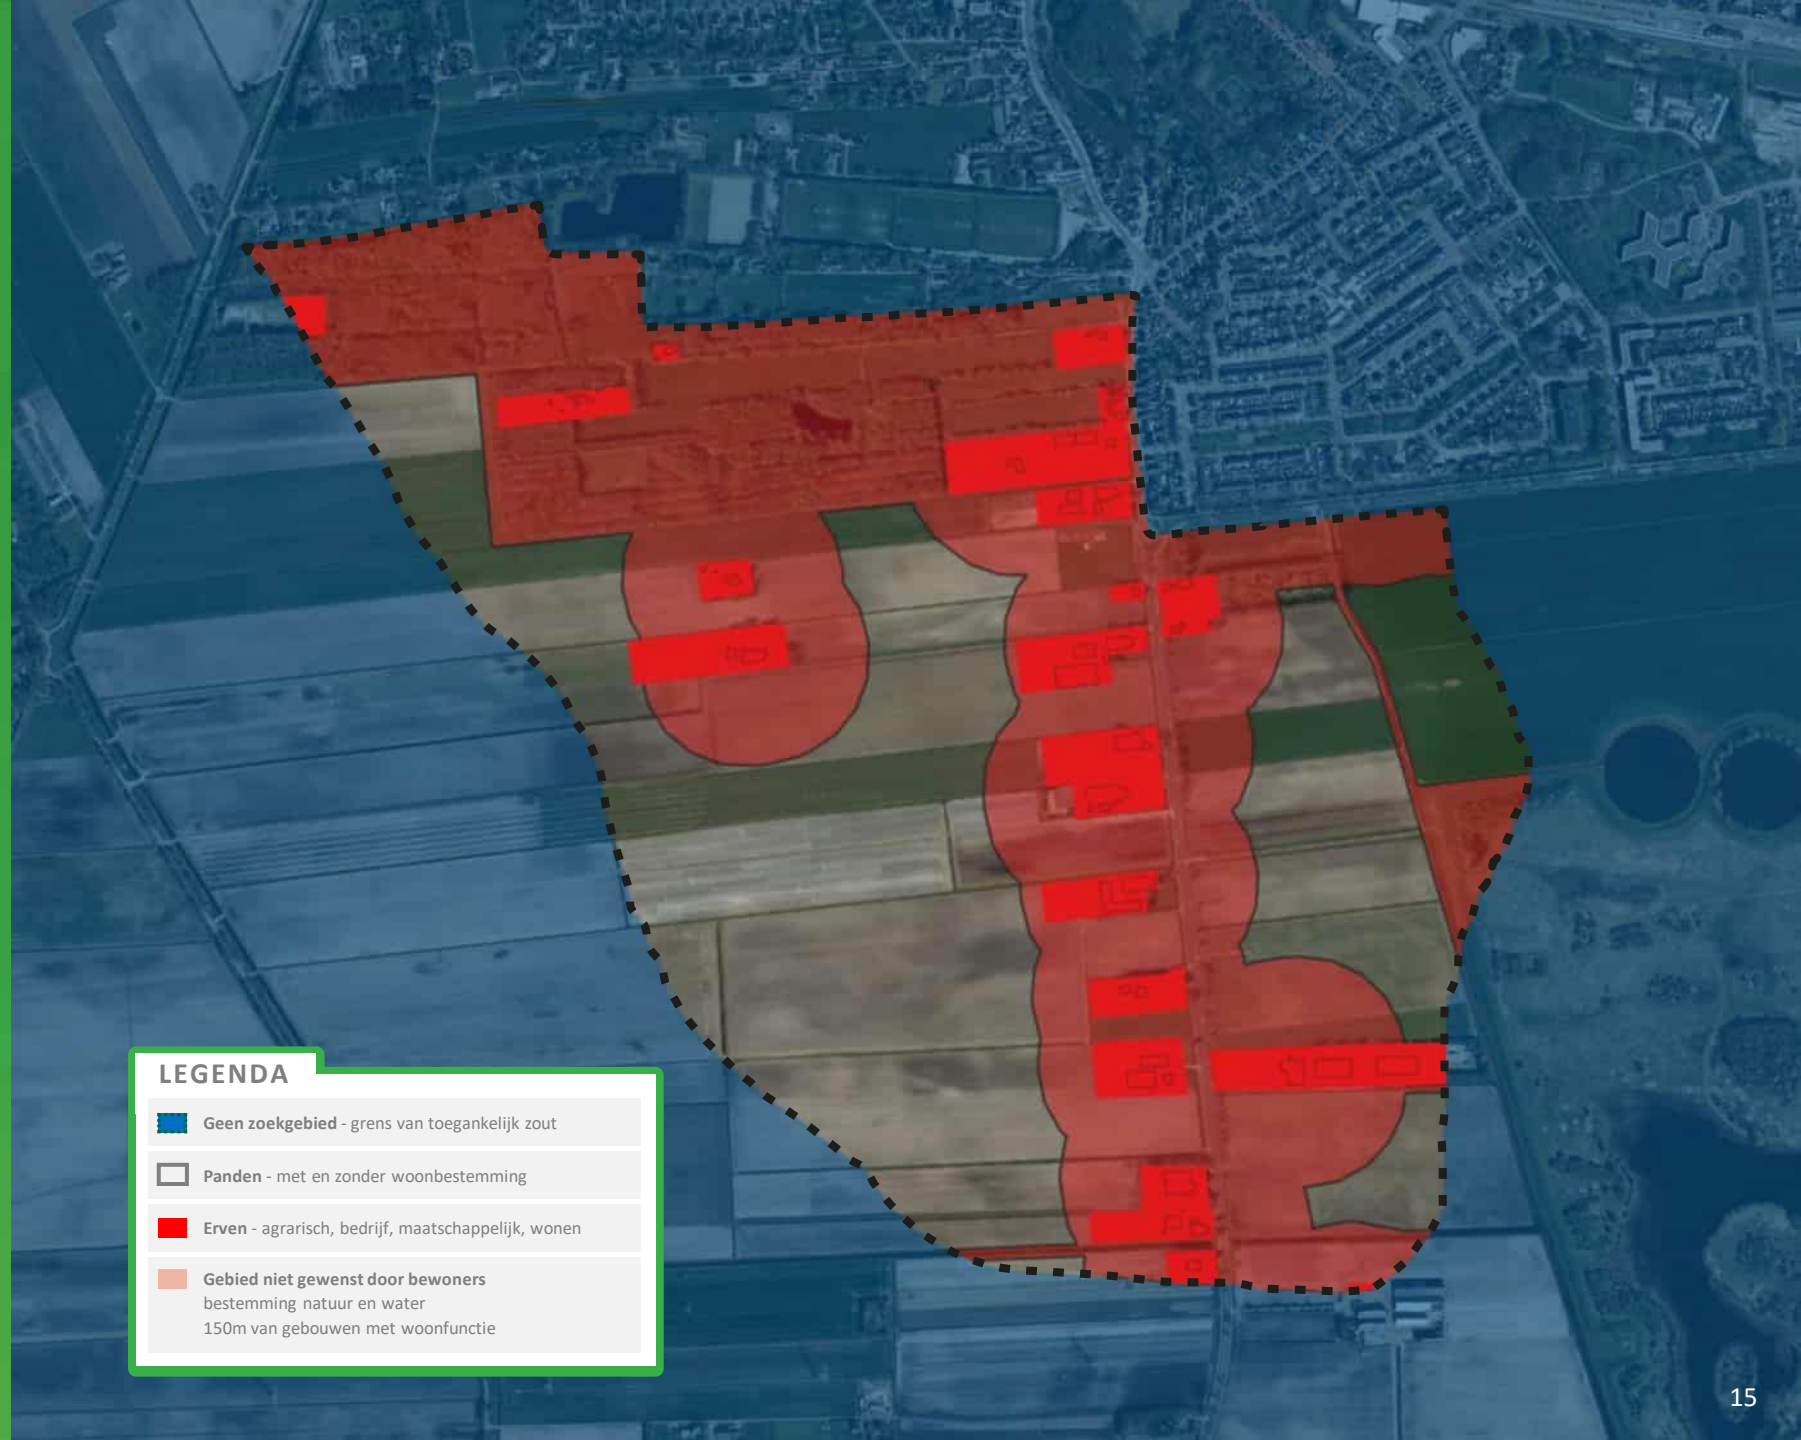 LEGENDA
Geen zoekgebied - grens van toegankelijk zout
Panden - met en zonder woonbestemming
Erven - agrarisch, bedrijf, maatschappelijk, wonen
Gebied niet gewenst door bewoners
bestemming natuur en water
150m van gebouwen met woonfunctie
15